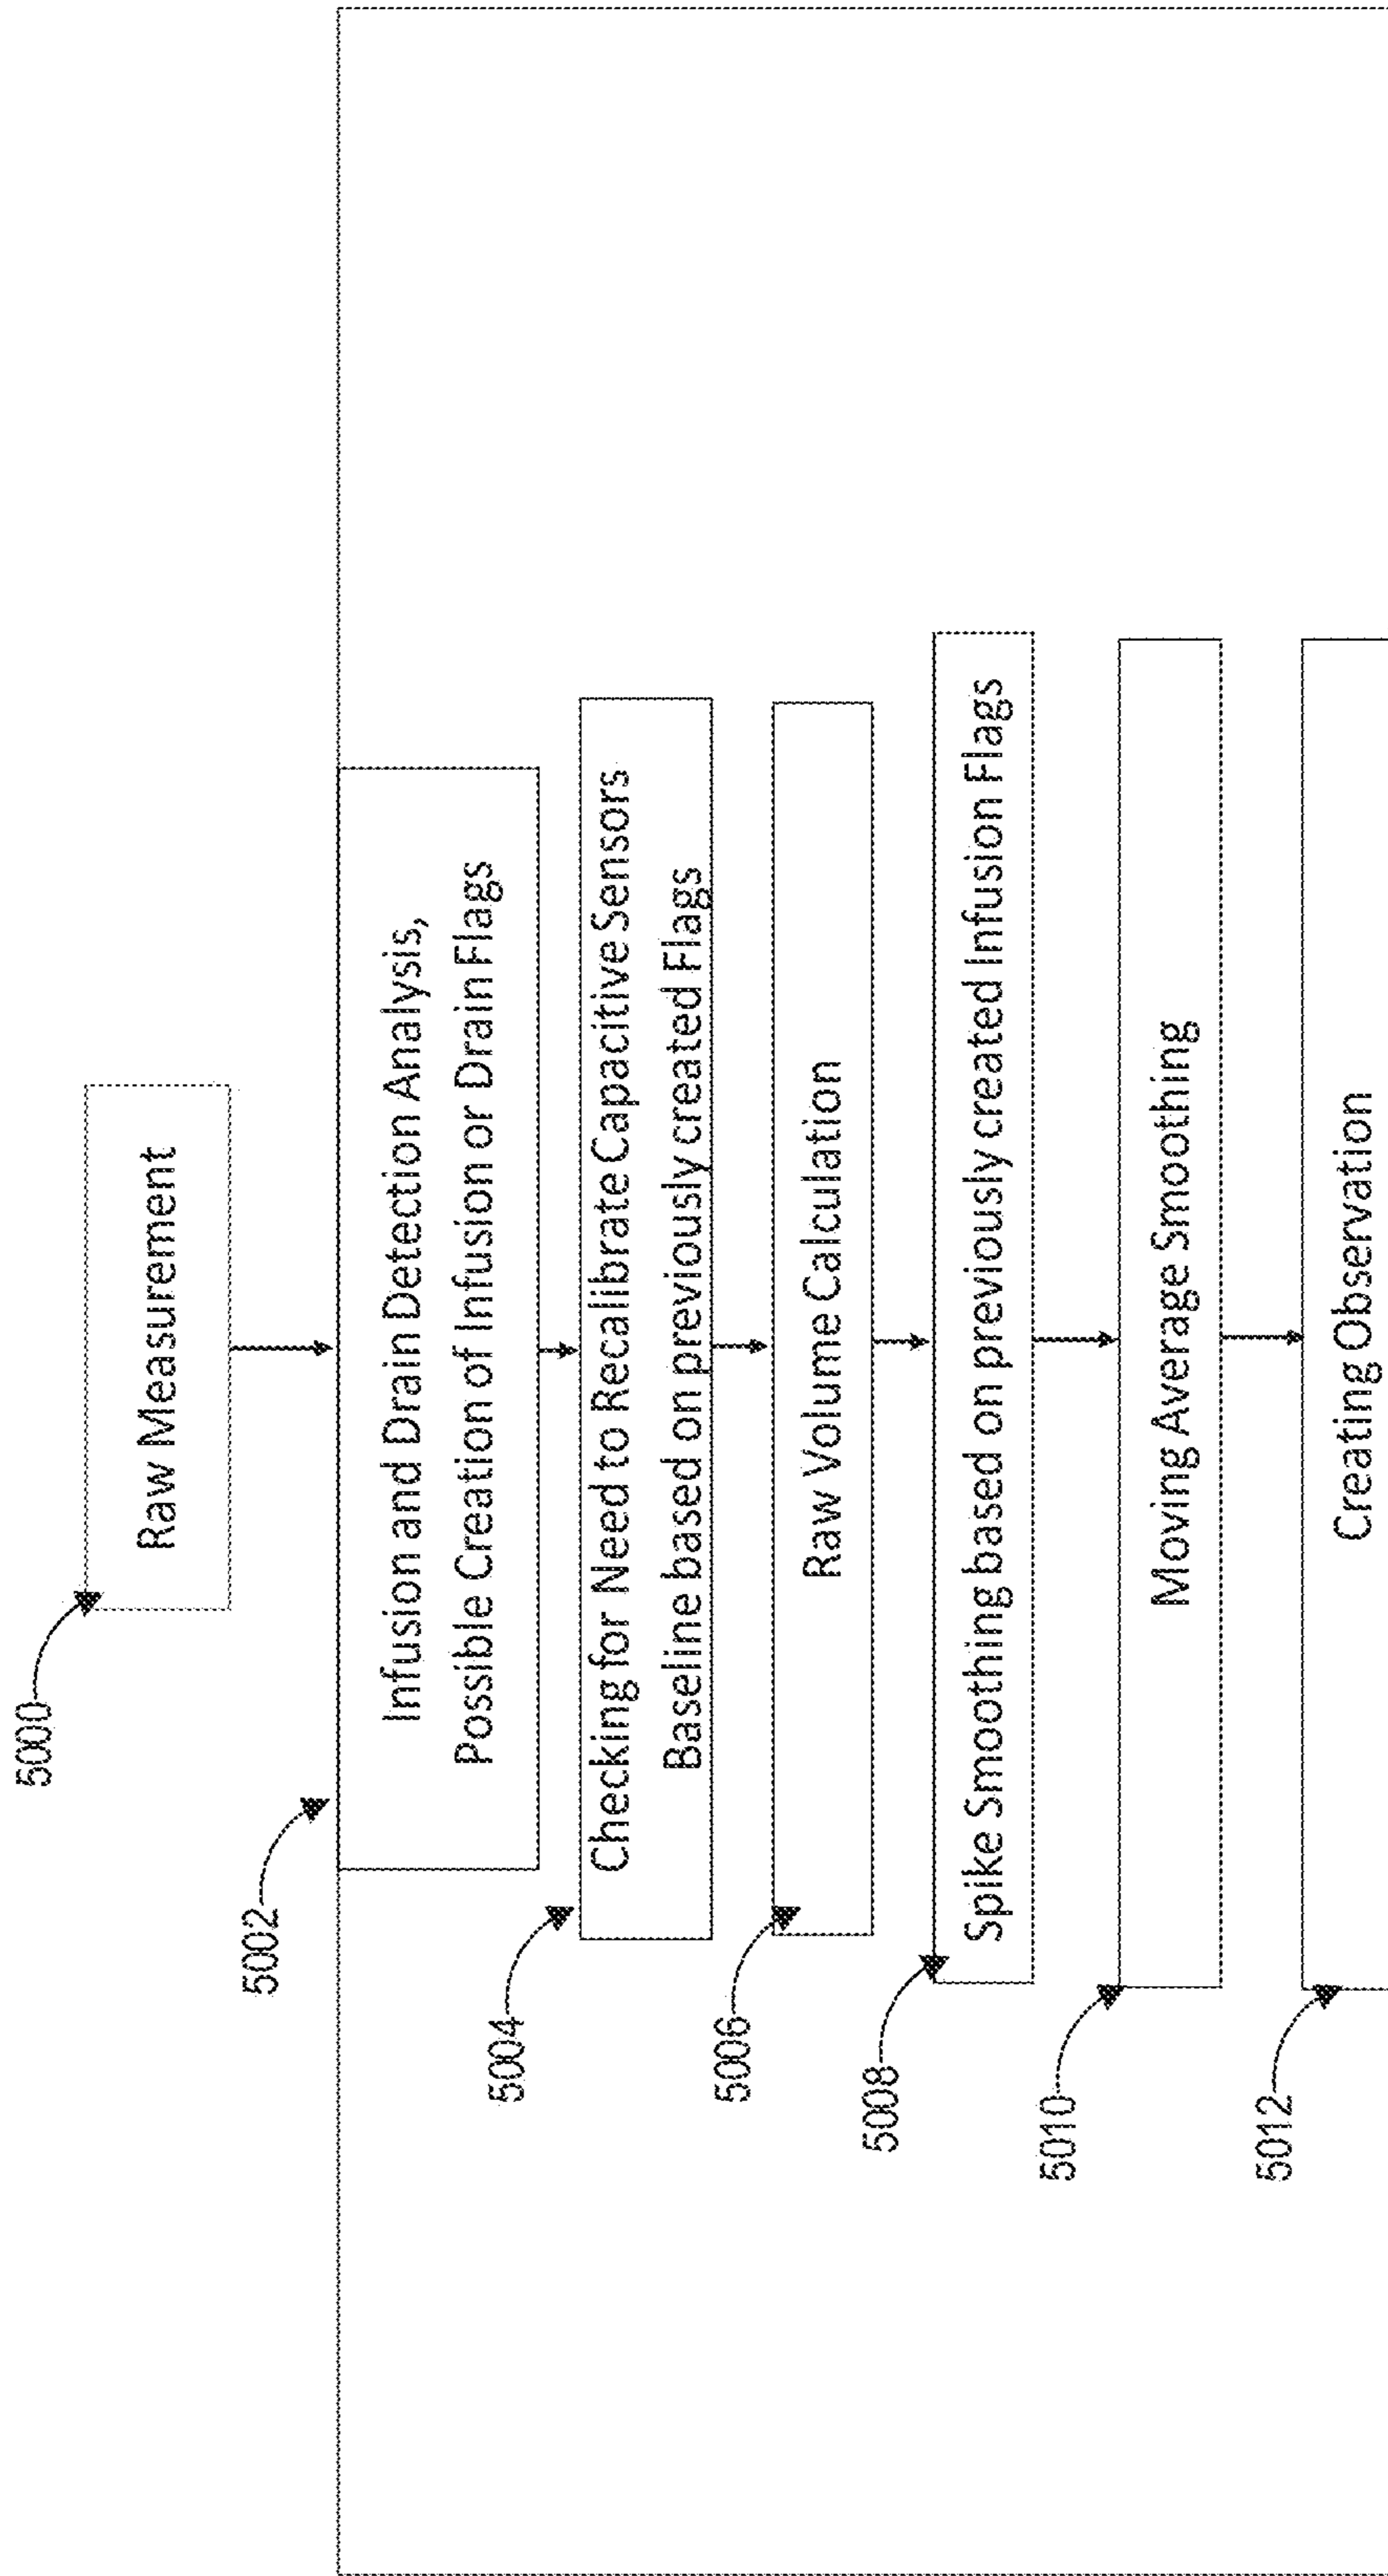 5000
Raw Measurement
5002
Infusion and Drain Detection Analysis,
Possible Creation of Infusion or Drain Flags
5004
Checking for Need to Recalibrate Capacitive Sensors
Baseline based on previously created Flags
5006
Raw Volume Calculation
5008
Spike Smoothing based on previously created Infusion Flags
5010
Moving Average Smoothing
5012
Creating Observation